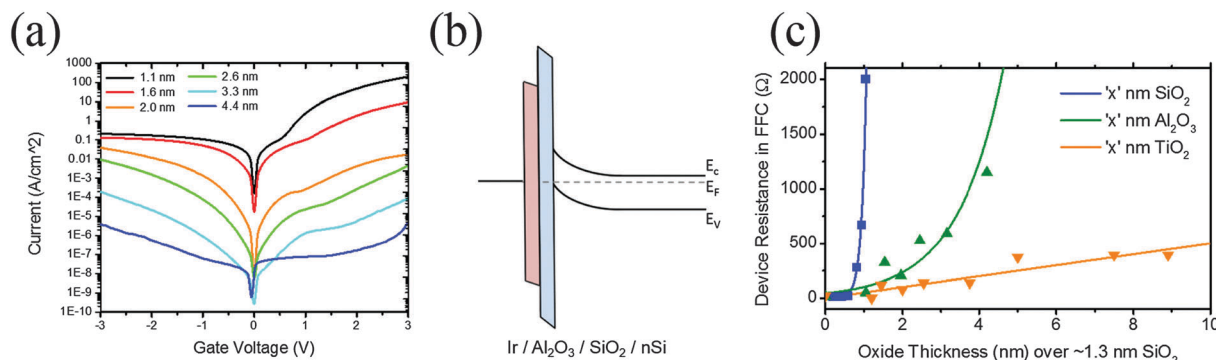 (a)
Current (A/cm^2)
1000
100
10
1
0.1
0.01
1E-3
1E-4
1E-5
1E-6
1E-7
1E-8
1E-9
1E-10
1.1 nm
1.6 nm
2.0 nm
2.6 nm
3.3 nm
4.4 nm
-3 -2 -1 0 1 2 3
Gate Voltage (V)
(b)
Ec
EF
EV
Ir / Al2O3 / SiO2 / nSi
(c)
Device Resistance in FFC (Ω)
2000
1500
1000
500
0
'x' nm SiO2
'x' nm Al2O3
'x' nm TiO2
0 2 4 6 8 10
Oxide Thickness (nm) over ~1.3 nm SiO2